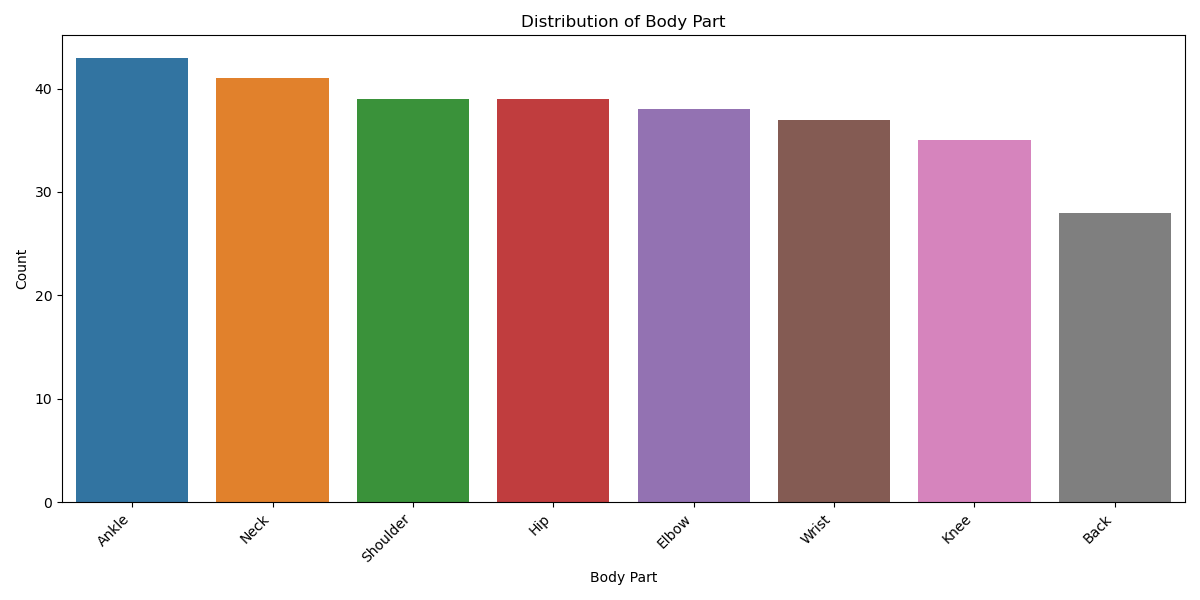 Distribution of Body Part
Count
40
30
20
10
0
Ankle
Neck
Shoulder
Hip
Elbow
Wrist
Knee
Back
Body Part